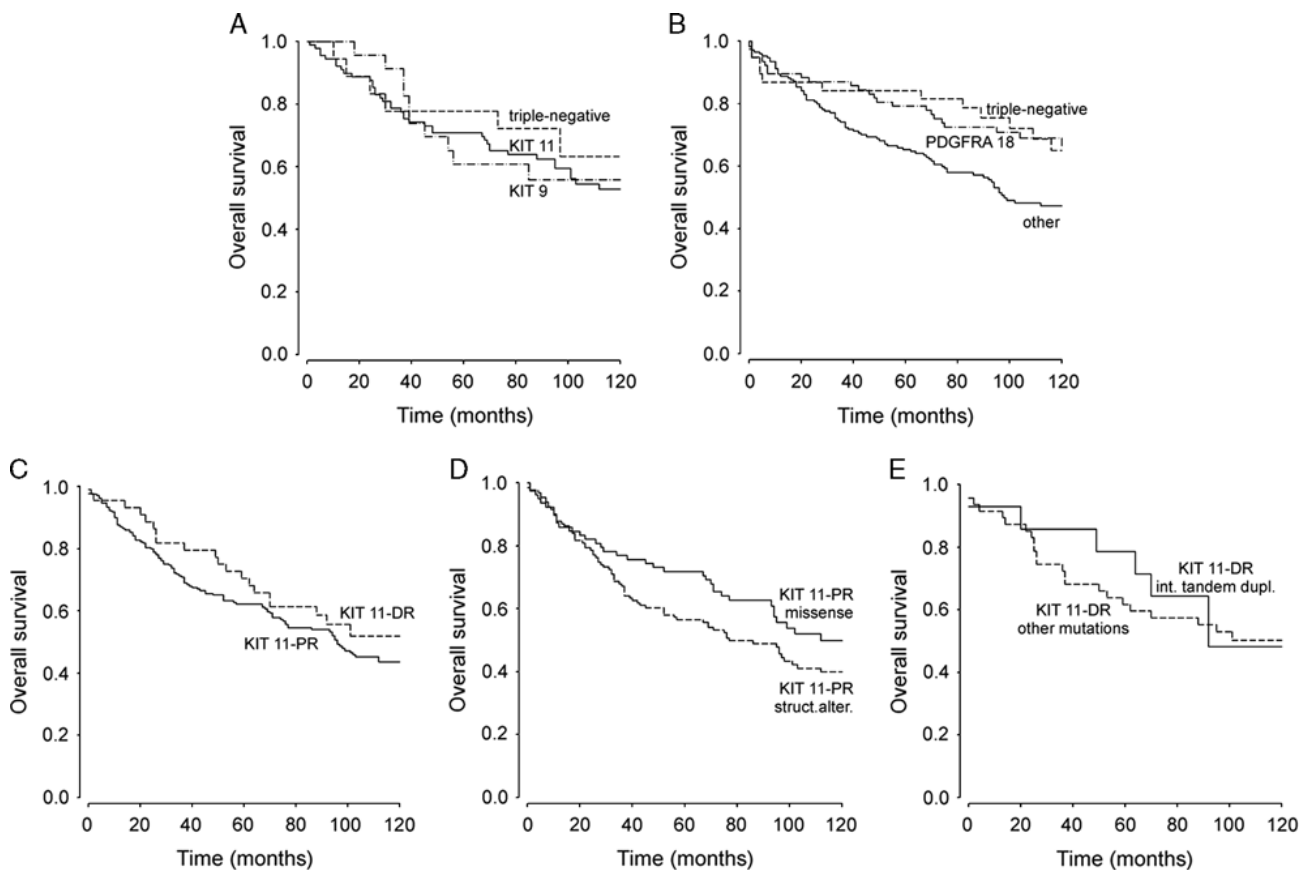 A
Overall survival
1.0
0.8
0.6
0.4
0.2
0.0
triple-negative
KIT 11
KIT 9
0 20 40 60 80 100 120
Time (months)
B
Overall survival
1.0
0.8
0.6
0.4
0.2
0.0
triple-negative
PDGFRA 18
other
0 20 40 60 80 100 120
Time (months)
C
Overall survival
1.0
0.8
0.6
0.4
0.2
0.0
KIT 11-DR
KIT 11-PR
0 20 40 60 80 100 120
Time (months)
D
Overall survival
1.0
0.8
0.6
0.4
0.2
0.0
KIT 11-PR
missense
KIT 11-PR
struct.alter.
0 20 40 60 80 100 120
Time (months)
E
Overall survival
1.0
0.8
0.6
0.4
0.2
0.0
KIT 11-DR
int. tandem dupl.
KIT 11-DR
other mutations
0 20 40 60 80 100 120
Time (months)